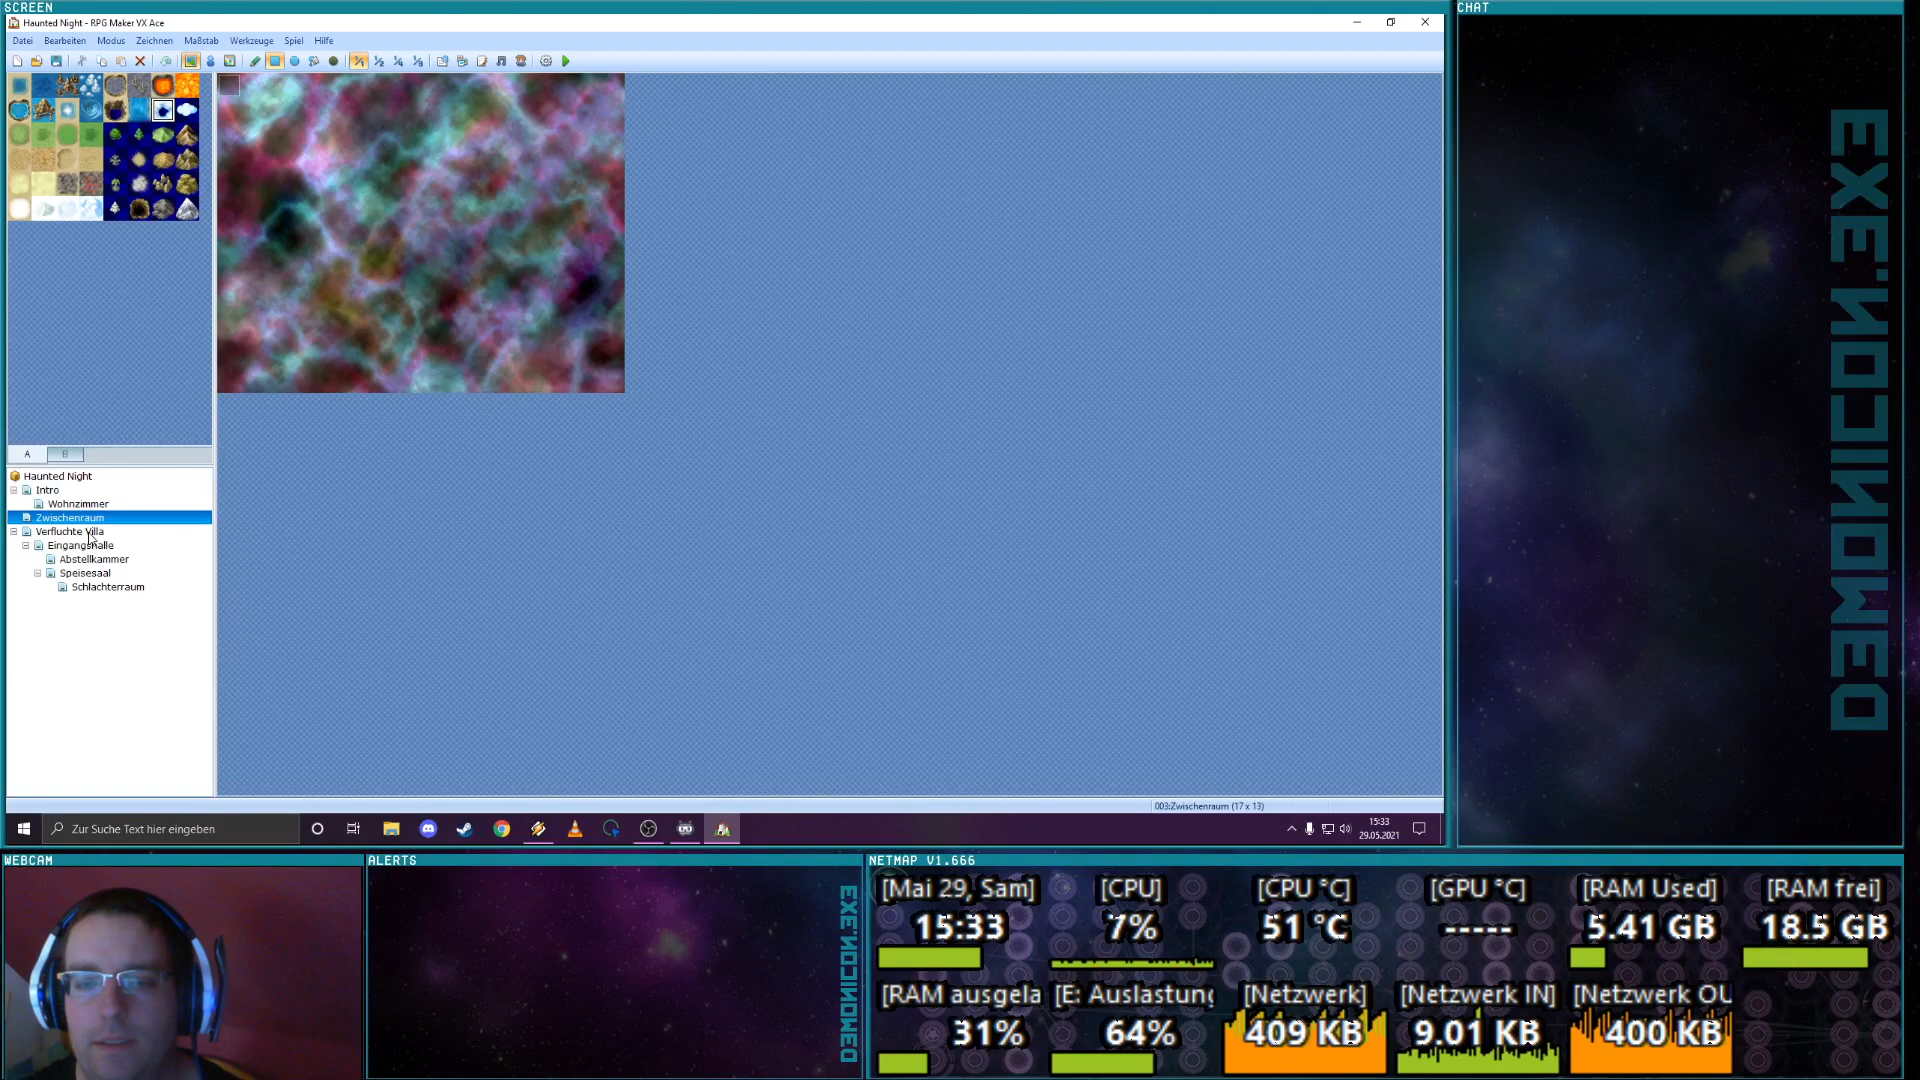 SCREEN
Haunted Night - RPG Maker VX Ace
Datei Bearbeiten Modus Zeichnen Maßstab Werkzeuge Spiel Hilfe
A B
Haunted Night
Intro
Wohnzimmer
Zwischenraum
Verfluchte Villa
Eingangshalle
Abstellkammer
Speisesaal
Schlachterraum
003:Zwischenraum (17 x 13)
Zur Suche Text hier eingeben
15:33
29.05.2021
CHAT
WEBCAM
ALERTS
NETMAP V1.666
[Mai 29, Sam] [CPU] [CPU °C] [GPU °C] [RAM Used] [RAM frei]
15:33 7% 51 °C ----- 5.41 GB 18.5 GB
[RAM ausgela [E: Auslastung [Netzwerk] [Netzwerk IN] [Netzwerk OU
31% 64% 409 KB 9.01 KB 400 KB